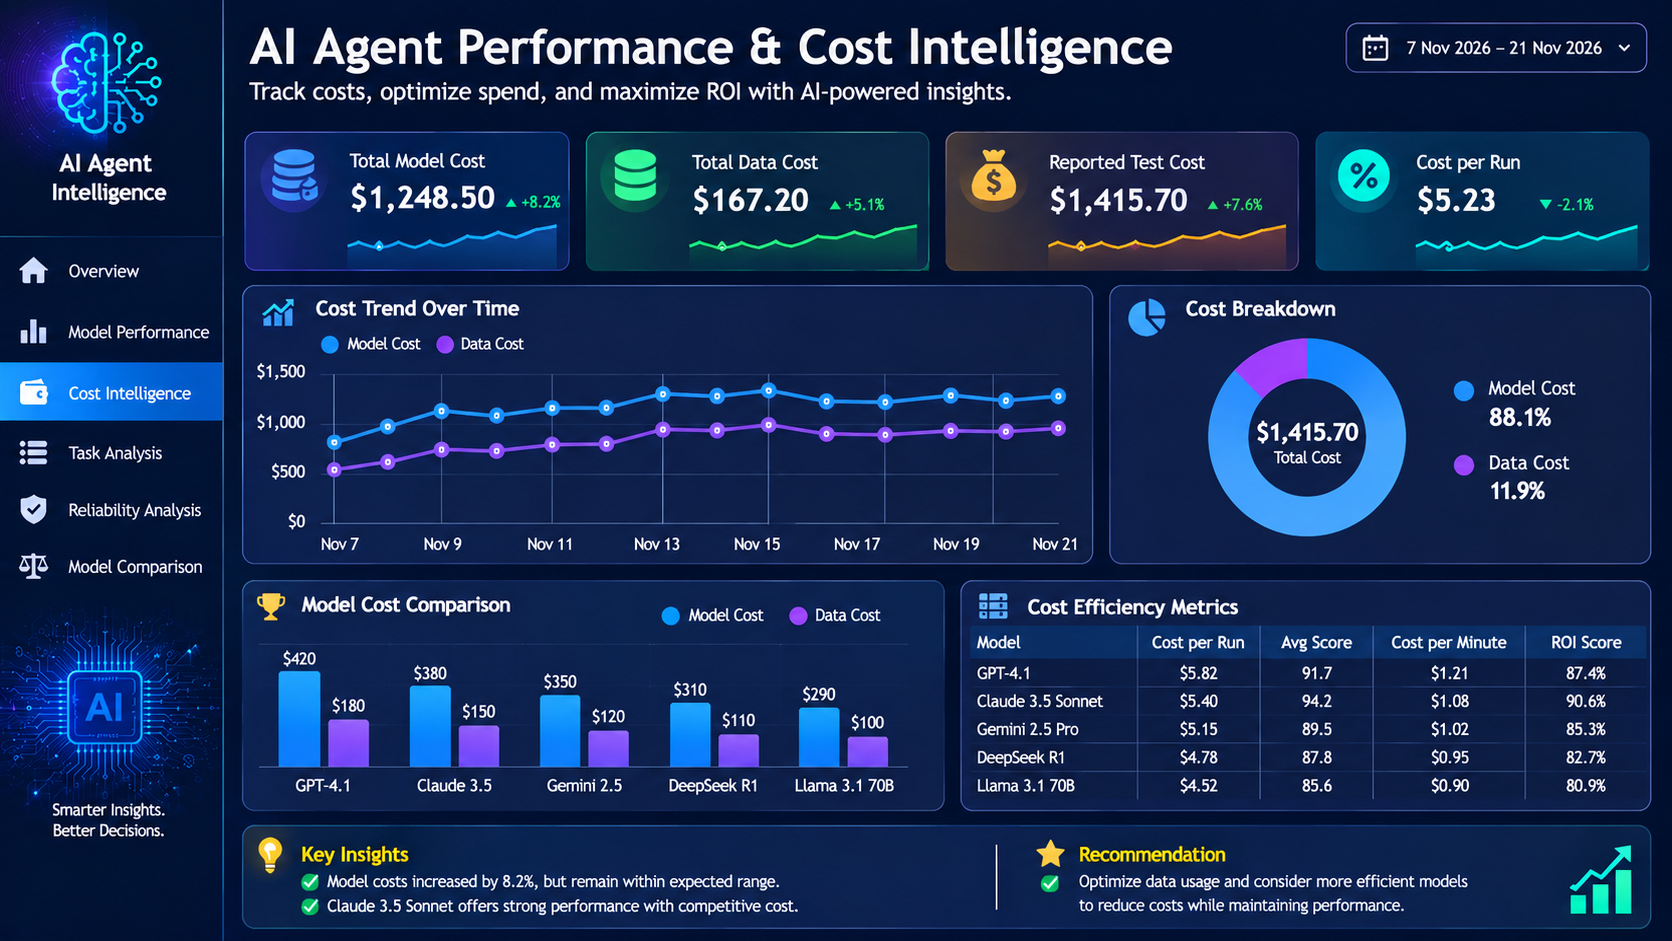 AI Agent
Intelligence
Overview
Model Performance
Cost Intelligence
Task Analysis
Reliability Analysis
Model Comparison
AI
Smarter Insights.
Better Decisions.
AI Agent Performance & Cost Intelligence
Track costs, optimize spend, and maximize ROI with AI-powered insights.
7 Nov 2026 – 21 Nov 2026
Total Model Cost
$1,248.50 ▲ +8.2%
Total Data Cost
$167.20 ▲ +5.1%
Reported Test Cost
$1,415.70 ▲ +7.6%
Cost per Run
$5.23 ▼ -2.1%
Cost Trend Over Time
Model Cost Data Cost
$1,500
$1,000
$500
$0
Nov 7 Nov 9 Nov 11 Nov 13 Nov 15 Nov 17 Nov 19 Nov 21
Cost Breakdown
$1,415.70
Total Cost
Model Cost
88.1%
Data Cost
11.9%
Model Cost Comparison
Model Cost Data Cost
$420 $180 $380 $150 $350 $120 $310 $110 $290 $100
GPT-4.1 Claude 3.5 Gemini 2.5 DeepSeek R1 Llama 3.1 70B
Cost Efficiency Metrics
Model Cost per Run Avg Score Cost per Minute ROI Score
GPT-4.1 $5.82 91.7 $1.21 87.4%
Claude 3.5 Sonnet $5.40 94.2 $1.08 90.6%
Gemini 2.5 Pro $5.15 89.5 $1.02 85.3%
DeepSeek R1 $4.78 87.8 $0.95 82.7%
Llama 3.1 70B $4.52 85.6 $0.90 80.9%
Key Insights
Model costs increased by 8.2%, but remain within expected range.
Claude 3.5 Sonnet offers strong performance with competitive cost.
Recommendation
Optimize data usage and consider more efficient models
to reduce costs while maintaining performance.